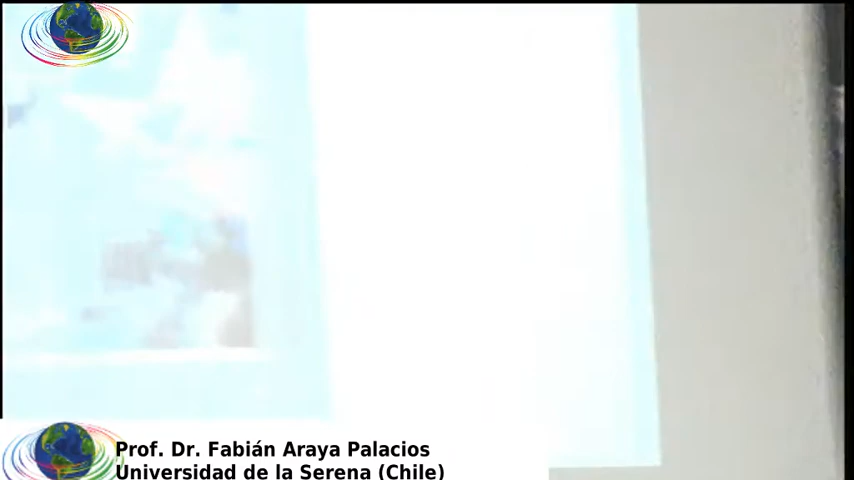 Prof. Dr. Fabián Araya Palacios
Universidad de la Serena (Chile)